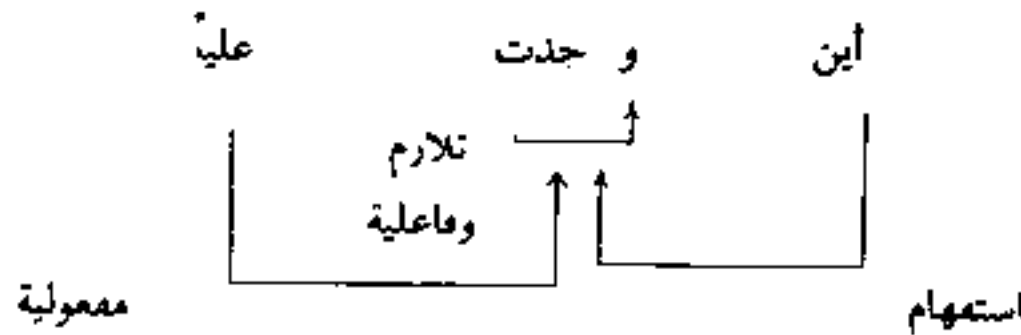 أين وجدت علياً
تلازم
وفاعلية
استفهام مفعولية